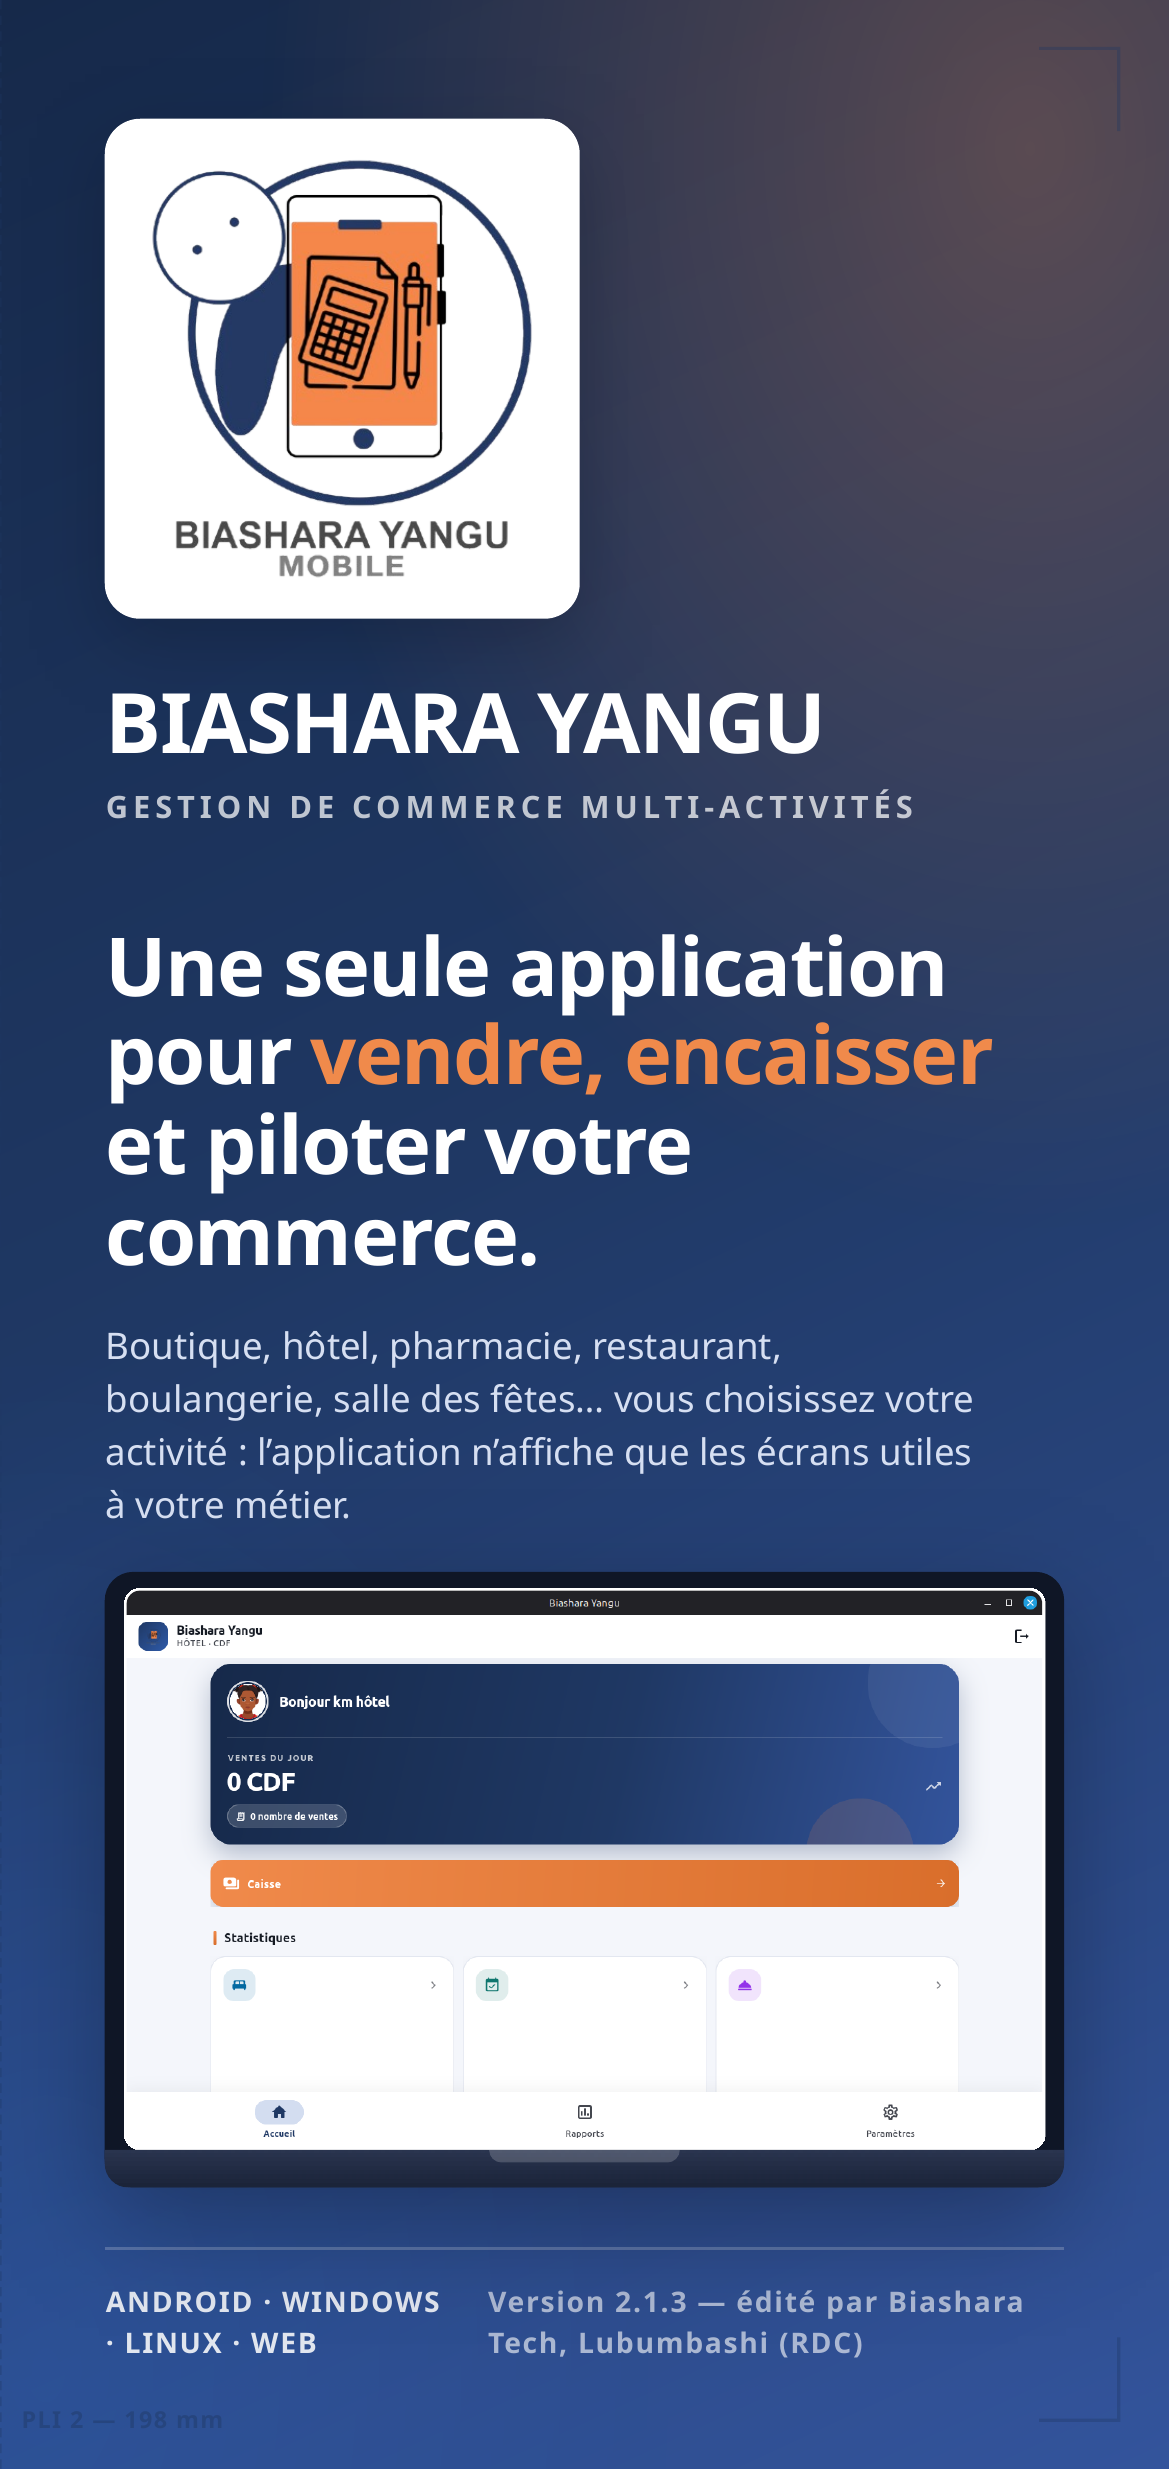 BIASHARA YANGU
MOBILE
BIASHARA YANGU
GESTION DE COMMERCE MULTI-ACTIVITÉS
Une seule application
pour vendre, encaisser
et piloter votre
commerce.
Boutique, hôtel, pharmacie, restaurant,
boulangerie, salle des fêtes… vous choisissez votre
activité : l’application n’affiche que les écrans utiles
à votre métier.
Biashara Yangu
Biashara Yangu
HÔTEL · CDF
Bonjour km hôtel
VENTES DU JOUR
0 CDF
0 nombre de ventes
Caisse
Statistiques
Accueil
Rapports
Paramètres
ANDROID · WINDOWS
· LINUX · WEB
Version 2.1.3 — édité par Biashara
Tech, Lubumbashi (RDC)
PLI 2 — 198 mm